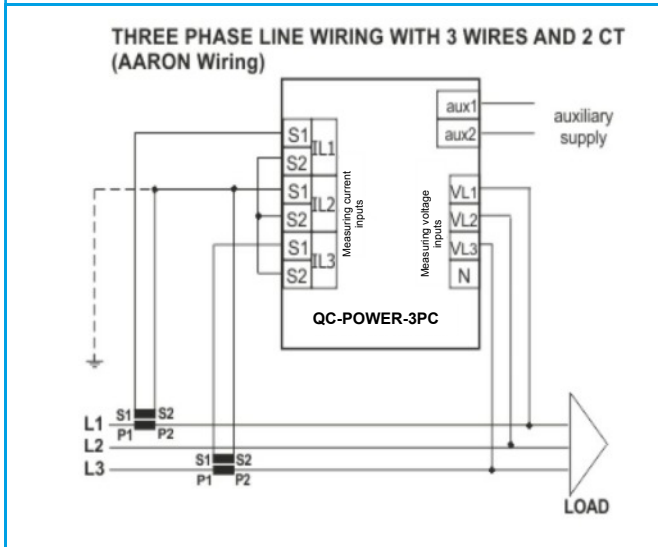 THREE PHASE LINE WIRING WITH 3 WIRES AND 2 CT
(AARON Wiring)
aux1
aux2
auxiliary
supply
S1
IL1
S2
S1
IL2
S2
S1
IL3
S2
Measuring current
inputs
Measuring voltage
inputs
VL1
VL2
VL3
N
QC-POWER-3PC
S1 S2
L1
P1 P2
L2
S1 S2
L3
P1 P2
LOAD